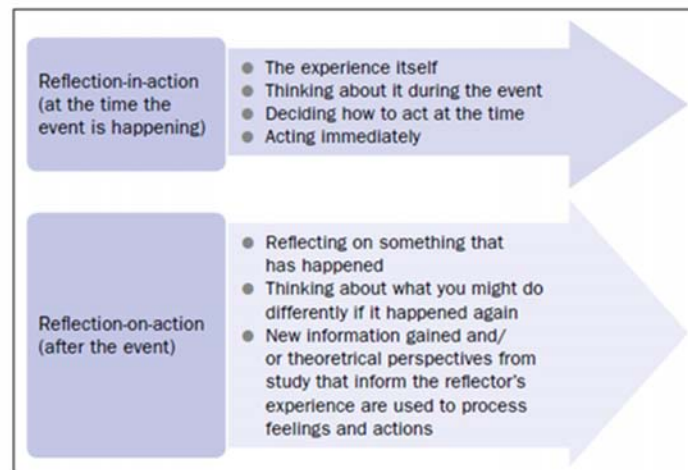 Reflection-in-action
(at the time the
event is happening)
● The experience itself
● Thinking about it during the event
● Deciding how to act at the time
● Acting immediately
Reflection-on-action
(after the event)
● Reflecting on something that
has happened
● Thinking about what you might do
differently if it happened again
● New information gained and/
or theoretrical perspectives from
study that inform the reflector's
experience are used to process
feelings and actions